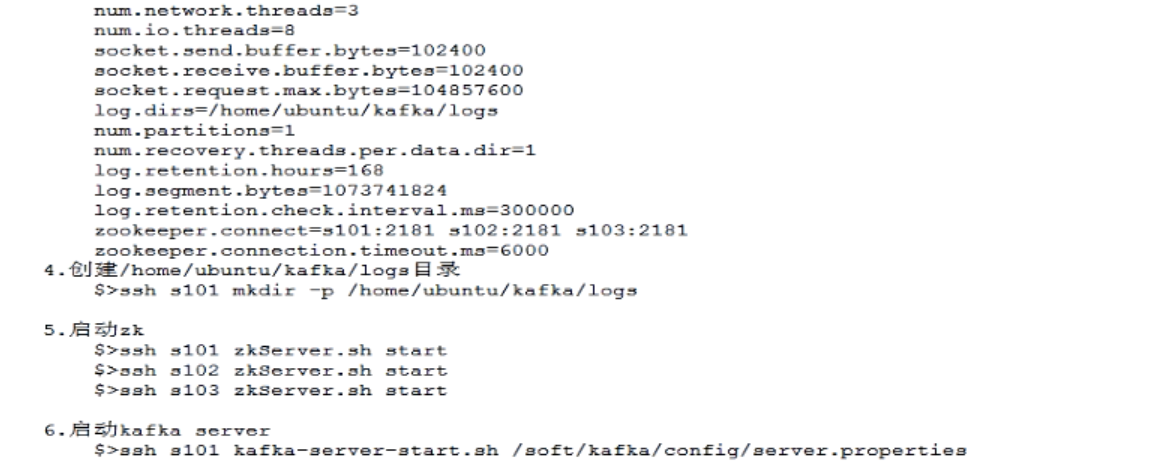 num.network.threads=3
num.io.threads=8
socket.send.buffer.bytes=102400
socket.receive.buffer.bytes=102400
socket.request.max.bytes=104857600
log.dirs=/home/ubuntu/kafka/logs
num.partitions=1
num.recovery.threads.per.data.dir=1
log.retention.hours=168
log.segment.bytes=1073741824
log.retention.check.interval.ms=300000
zookeeper.connect=s101:2181 s102:2181 s103:2181
zookeeper.connection.timeout.ms=6000
4.创建/home/ubuntu/kafka/logs目录
$>ssh s101 mkdir -p /home/ubuntu/kafka/logs
5.启动zk
$>ssh s101 zkServer.sh start
$>ssh s102 zkServer.sh start
$>ssh s103 zkServer.sh start
6.启动kafka server
$>ssh s101 kafka-server-start.sh /soft/kafka/config/server.properties